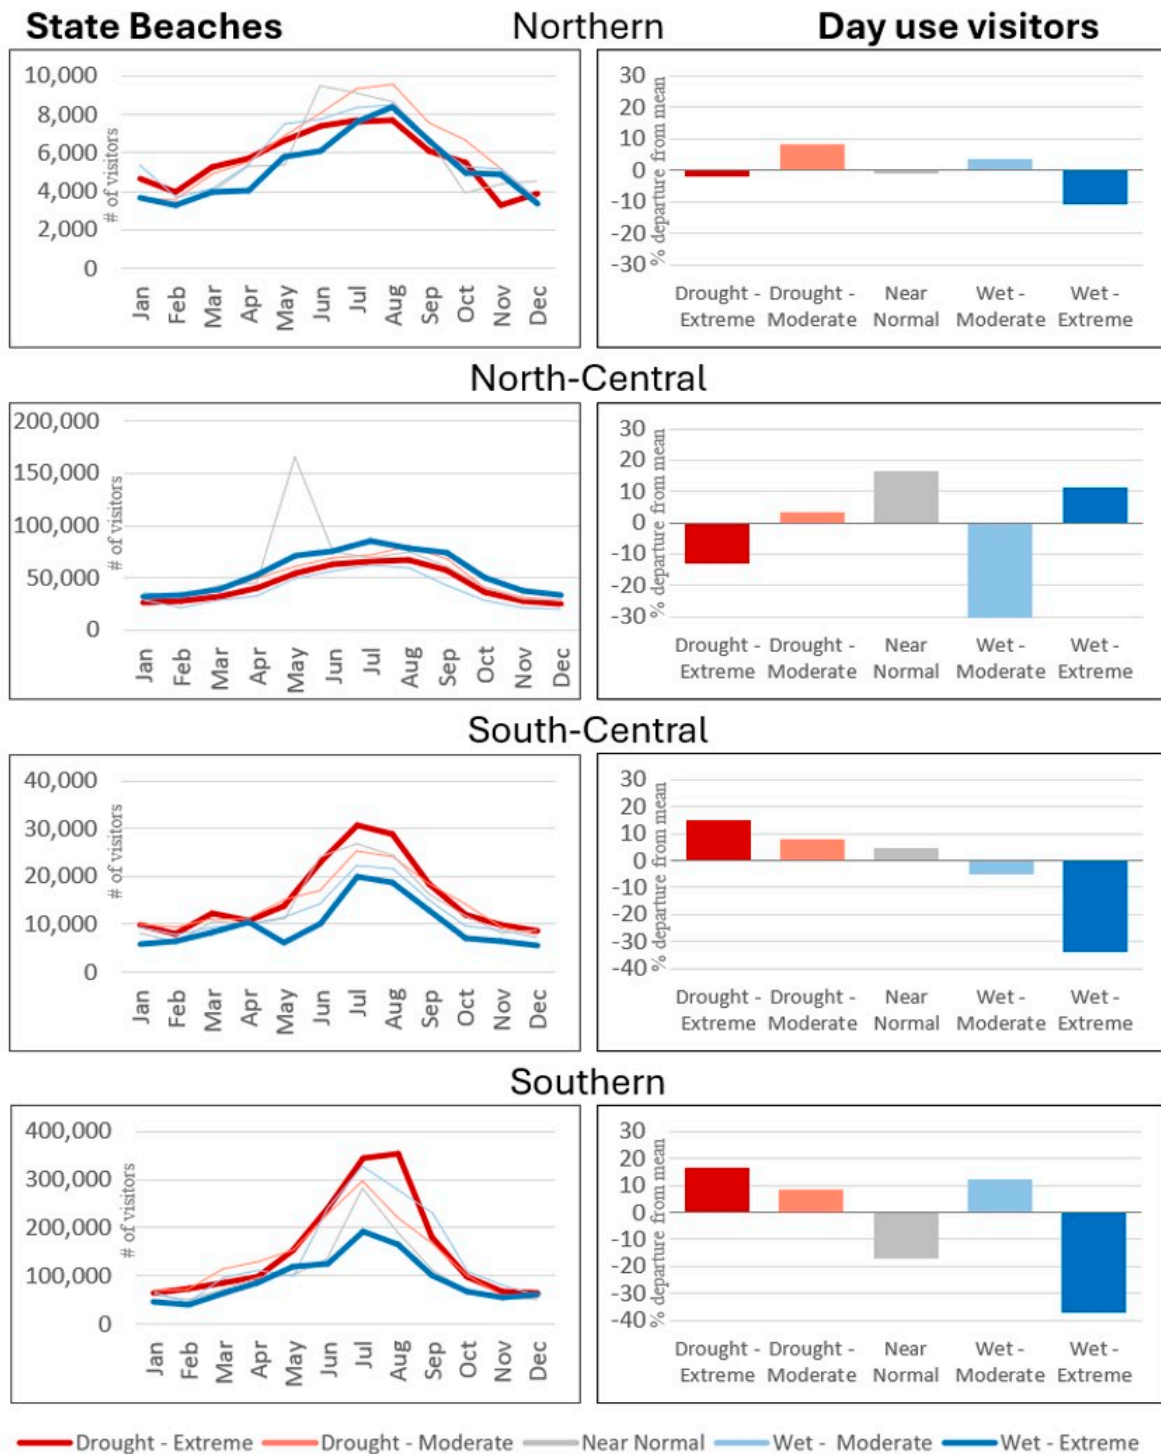 State Beaches Northern Day use visitors
10,000
8,000
6,000
4,000
2,000
0
# of visitors
Jan Feb Mar Apr May Jun Jul Aug Sep Oct Nov Dec
30
20
10
0
-10
-20
-30
% departure from mean
Drought - Drought - Near Wet - Wet -
Extreme Moderate Normal Moderate Extreme
North-Central
200,000
150,000
100,000
50,000
0
# of visitors
Jan Feb Mar Apr May Jun Jul Aug Sep Oct Nov Dec
30
20
10
0
-10
-20
-30
% departure from mean
Drought - Drought - Near Wet - Wet -
Extreme Moderate Normal Moderate Extreme
South-Central
40,000
30,000
20,000
10,000
0
# of visitors
Jan Feb Mar Apr May Jun Jul Aug Sep Oct Nov Dec
30
20
10
0
-10
-20
-30
-40
% departure from mean
Drought - Drought - Near Wet - Wet -
Extreme Moderate Normal Moderate Extreme
Southern
400,000
300,000
200,000
100,000
0
# of visitors
Jan Feb Mar Apr May Jun Jul Aug Sep Oct Nov Dec
30
20
10
0
-10
-20
-30
-40
% departure from mean
Drought - Drought - Near Wet - Wet -
Extreme Moderate Normal Moderate Extreme
Drought - Extreme Drought - Moderate Near Normal Wet - Moderate Wet - Extreme